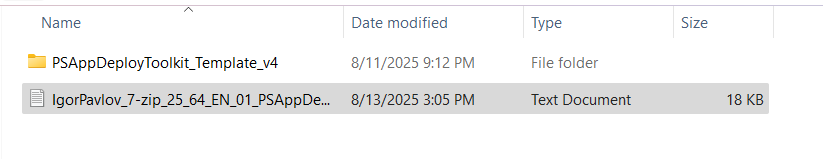 Name Date modified Type Size
PSAppDeployToolkit_Template_v4 8/11/2025 9:12 PM File folder
IgorPavlov_7-zip_25_64_EN_01_PSAppDe... 8/13/2025 3:05 PM Text Document 18 KB